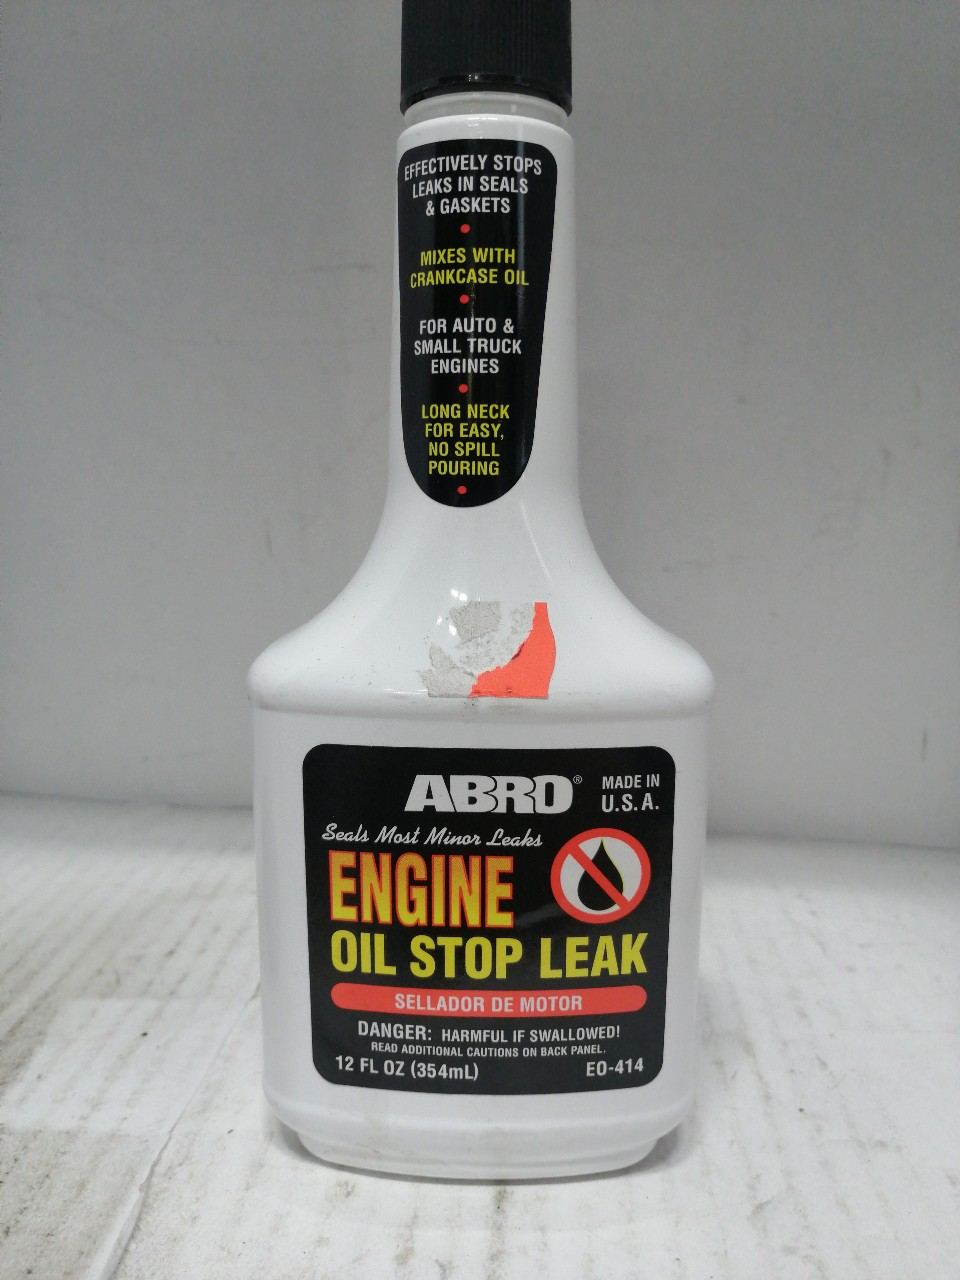 EFFECTIVELY STOPS
LEAKS IN SEALS
& GASKETS
MIXES WITH
CRANKCASE OIL
FOR AUTO &
SMALL TRUCK
ENGINES
LONG NECK
FOR EASY,
NO SPILL
POURING
ABRO®
MADE IN
U.S.A.
Seals Most Minor Leaks
ENGINE
OIL STOP LEAK
SELLADOR DE MOTOR
DANGER: HARMFUL IF SWALLOWED!
READ ADDITIONAL CAUTIONS ON BACK PANEL.
12 FL OZ (354mL)
EO-414